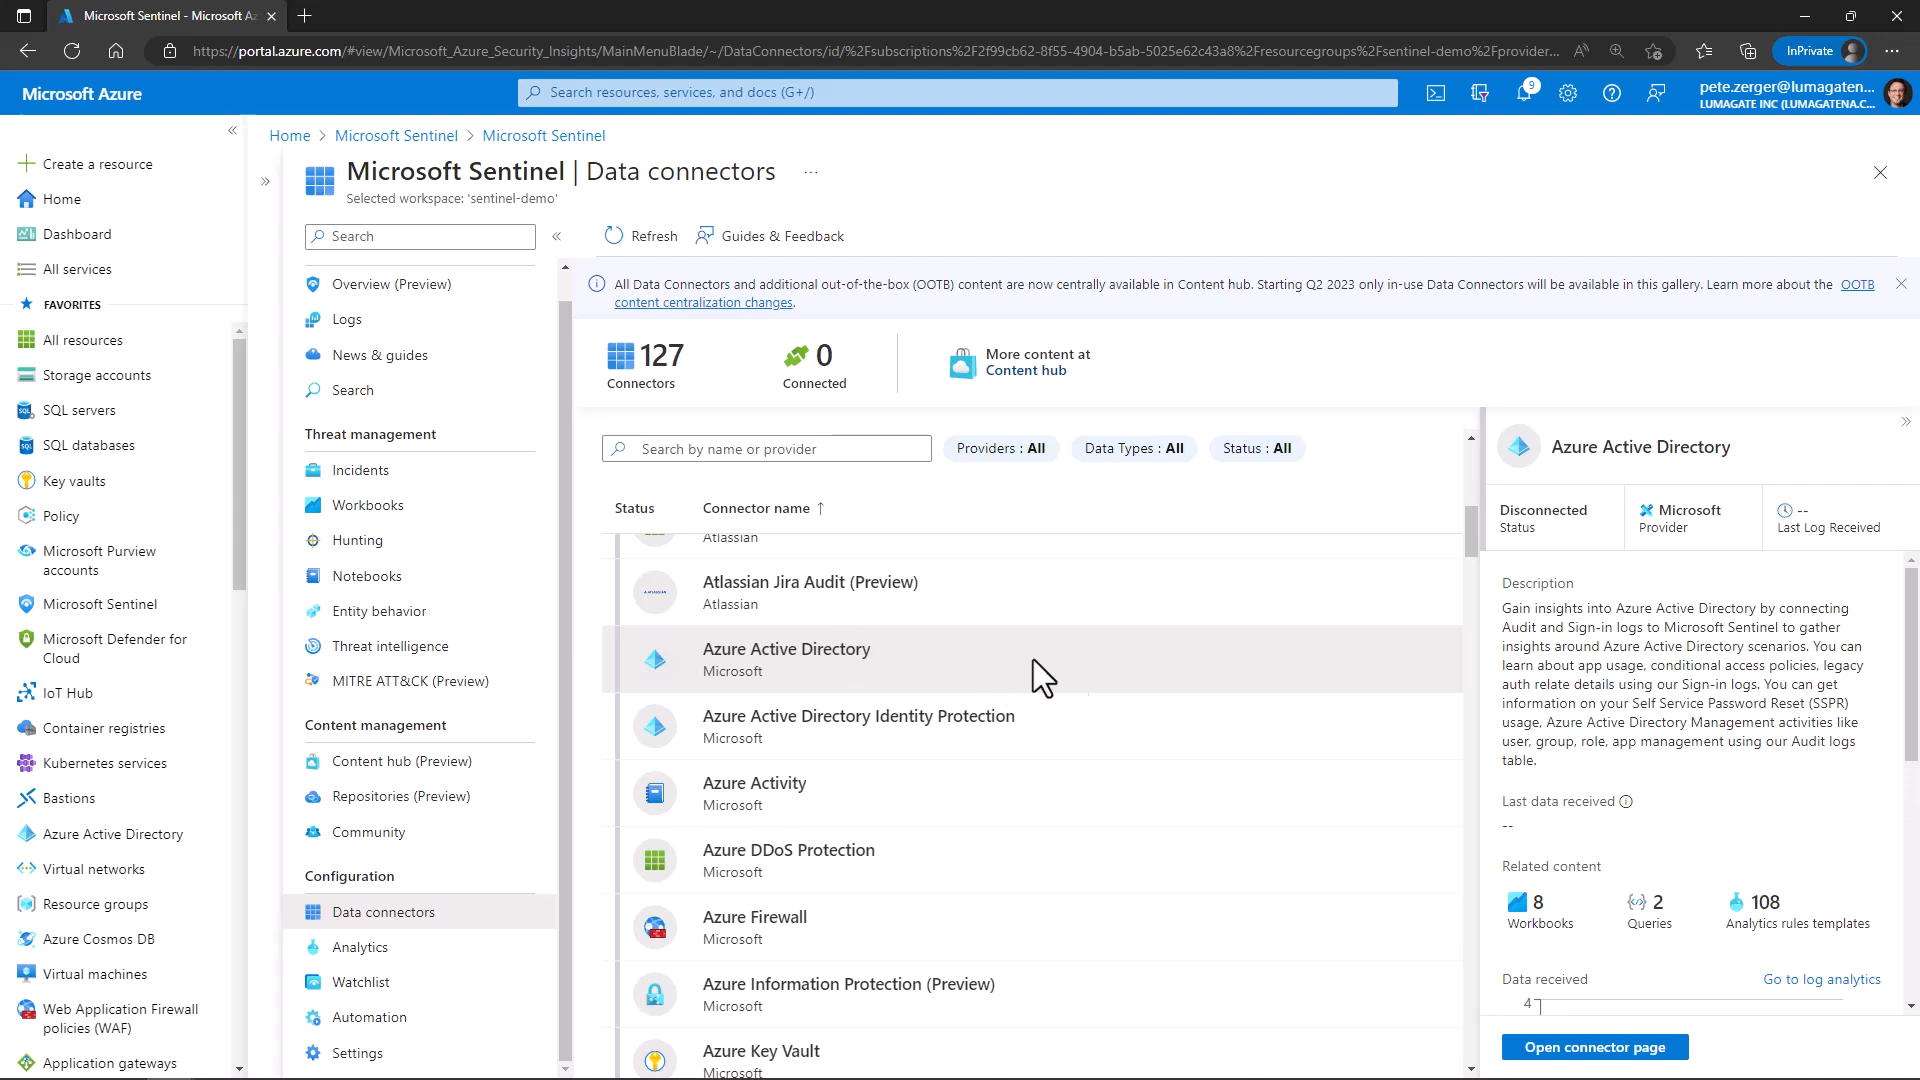 Microsoft Sentinel - Microsoft Az
https://portal.azure.com/#view/Microsoft_Azure_Security_Insights/MainMenuBlade/~/DataConnectors/id/%2Fsubscriptions%2F2f99cb62-8f55-4904-b5ab-5025e62c43a8%2Fresourcegroups%2Fsentinel-demo%2Fprovider...
InPrivate
Microsoft Azure
Search resources, services, and docs (G+/)
9
pete.zerger@lumagaten...
LUMAGATE INC (LUMAGATENA.C...
Create a resource
Home
Dashboard
All services
FAVORITES
All resources
Storage accounts
SQL servers
SQL databases
Key vaults
Policy
Microsoft Purview
accounts
Microsoft Sentinel
Microsoft Defender for
Cloud
IoT Hub
Container registries
Kubernetes services
Bastions
Azure Active Directory
Virtual networks
Resource groups
Azure Cosmos DB
Virtual machines
Web Application Firewall
policies (WAF)
Application gateways
Home > Microsoft Sentinel > Microsoft Sentinel
Microsoft Sentinel | Data connectors ...
Selected workspace: 'sentinel-demo'
Search
Overview (Preview)
Logs
News & guides
Search
Threat management
Incidents
Workbooks
Hunting
Notebooks
Entity behavior
Threat intelligence
MITRE ATT&CK (Preview)
Content management
Content hub (Preview)
Repositories (Preview)
Community
Configuration
Data connectors
Analytics
Watchlist
Automation
Settings
Refresh
Guides & Feedback
All Data Connectors and additional out-of-the-box (OOTB) content are now centrally available in Content hub. Starting Q2 2023 only in-use Data Connectors will be available in this gallery. Learn more about the OOTB
content centralization changes.
127
Connectors
0
Connected
More content at
Content hub
Search by name or provider
Providers : All
Data Types : All
Status : All
Status
Connector name ↑
Atlassian
Atlassian Jira Audit (Preview)
Atlassian
Azure Active Directory
Microsoft
Azure Active Directory Identity Protection
Microsoft
Azure Activity
Microsoft
Azure DDoS Protection
Microsoft
Azure Firewall
Microsoft
Azure Information Protection (Preview)
Microsoft
Azure Key Vault
Microsoft
Azure Active Directory
Disconnected
Status
Microsoft
Provider
--
Last Log Received
Description
Gain insights into Azure Active Directory by connecting
Audit and Sign-in logs to Microsoft Sentinel to gather
insights around Azure Active Directory scenarios. You can
learn about app usage, conditional access policies, legacy
auth relate details using our Sign-in logs. You can get
information on your Self Service Password Reset (SSPR)
usage, Azure Active Directory Management activities like
user, group, role, app management using our Audit logs
table.
Last data received
--
Related content
8
Workbooks
2
Queries
108
Analytics rules templates
Data received
Go to log analytics
4
Open connector page